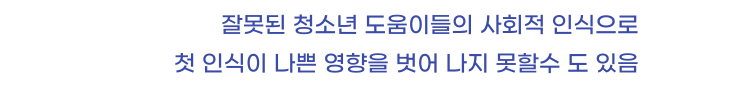 잘못된 청소년 도움이들의 사회적 인식으로
첫 인식이 나쁜 영향을 벗어 나지 못할수 도 있음